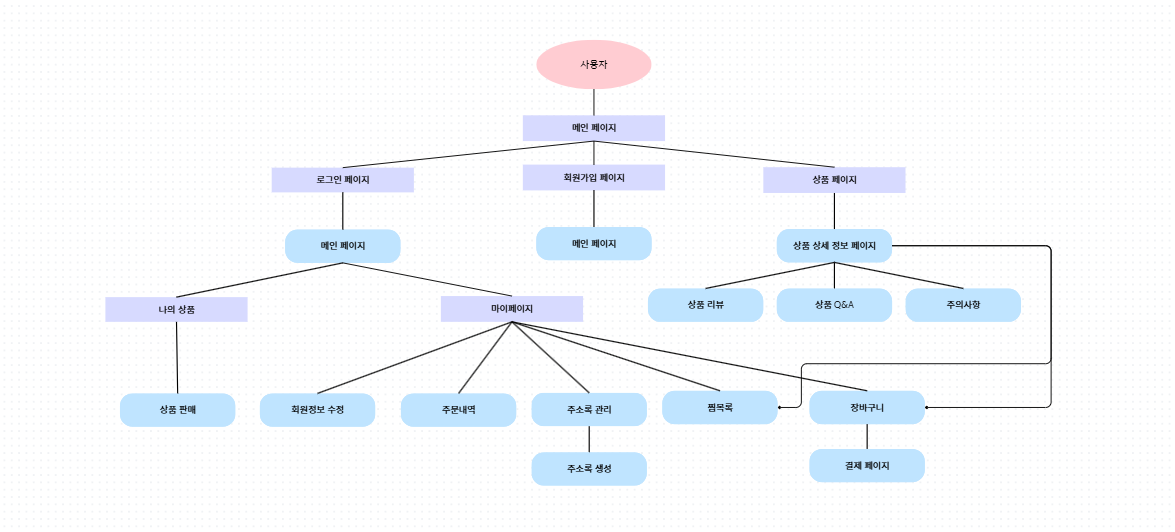 사용자
메인 페이지
로그인 페이지
회원가입 페이지
상품 페이지
메인 페이지
메인 페이지
상품 상세 정보 페이지
나의 상품
마이페이지
상품 리뷰
상품 Q&A
주의사항
상품 판매
회원정보 수정
주문내역
주소록 관리
찜목록
장바구니
주소록 생성
결제 페이지